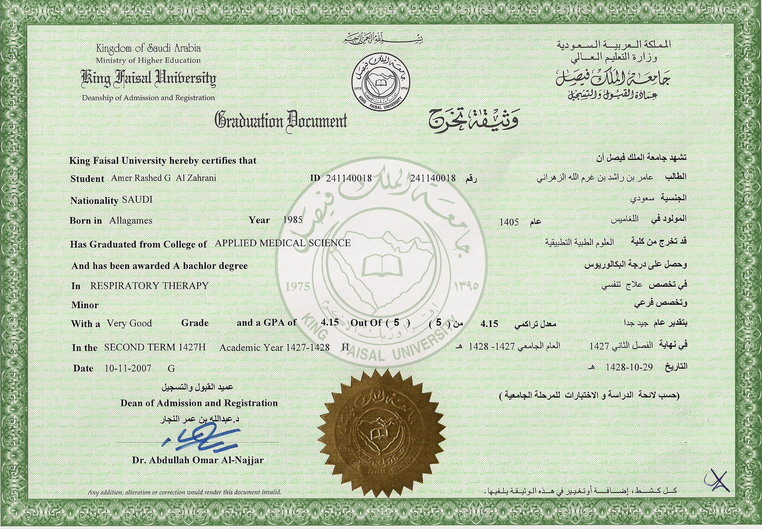 Kingdom of Saudi Arabia
Ministry of Higher Education
King Faisal University
Deanship of Admission and Registration
المملكة العربية السعودية
وزارة التعليم العالي
جامعة الملك فيصل
عمادة القبول والتسجيل
جامعة الملك فيصل
KING FAISAL UNIVERSITY
Graduation Document
وثيقة تخرج
King Faisal University hereby certifies that
تشهد جامعة الملك فيصل أن
Student Amer Rashed G Al Zahrani ID 241140018
الطالب عامر بن راشد بن غرم الله الزهراني رقم 241140018
Nationality SAUDI
الجنسية سعودي
Born in Allagames Year 1985
المولود في اللغاميس عام 1405
Has Graduated from College of APPLIED MEDICAL SCIENCE
قد تخرج من كلية العلوم الطبية التطبيقية
And has been awarded A bachlor degree
وحصل على درجة البكالوريوس
In RESPIRATORY THERAPY
في تخصص علاج تنفسي
Minor
وتخصص فرعي
With a Very Good Grade and a GPA of 4.15 Out Of ( 5 )
بتقدير عام جيد جدا معدل تراكمي 4.15 من ( 5 )
In the SECOND TERM 1427H Academic Year 1427-1428 H
في نهاية الفصل الثاني 1427 العام الجامعي 1427- 1428 هـ
Date 10-11-2007 G
التاريخ 29-10-1428 هـ
جامعة الملك فيصل
1975 ١٣٩٥
KING FAISAL UNIVERSITY
عميد القبول والتسجيل
Dean of Admission and Registration
د.عبدالله بن عمر النجار
Dr. Abdullah Omar Al-Najjar
(حسب لائحة الدراسة و الاختبارات للمرحلة الجامعية )
Any addition, alteration or correction would render this document invalid.
كل كشط، إضافة أو تغيير في هذه الوثيقة يلغيها.